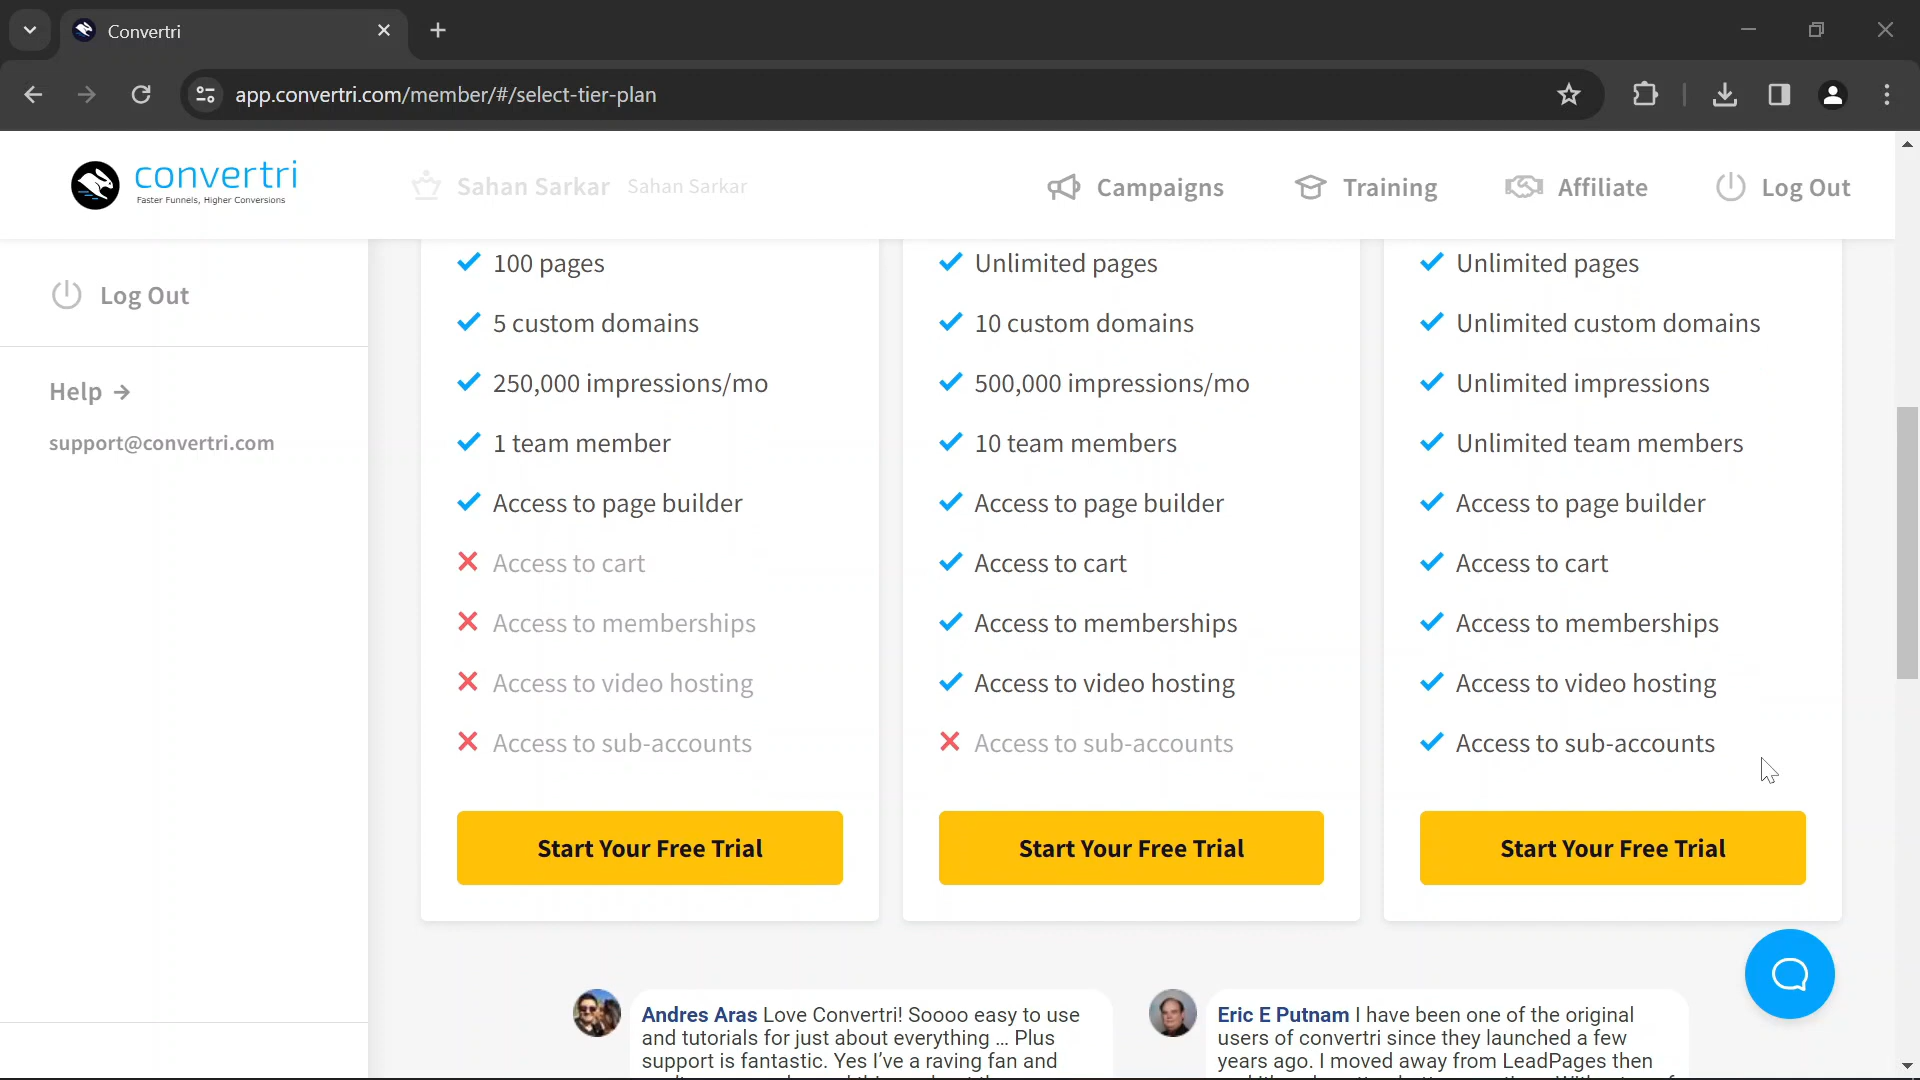 Convertri
app.convertri.com/member/#/select-tier-plan
convertri
Faster Funnels, Higher Conversions
Sahan Sarkar Sahan Sarkar
Campaigns
Training
Affiliate
Log Out
Log Out
Help →
support@convertri.com
100 pages
5 custom domains
250,000 impressions/mo
1 team member
Access to page builder
Access to cart
Access to memberships
Access to video hosting
Access to sub-accounts
Start Your Free Trial
Unlimited pages
10 custom domains
500,000 impressions/mo
10 team members
Access to page builder
Access to cart
Access to memberships
Access to video hosting
Access to sub-accounts
Start Your Free Trial
Unlimited pages
Unlimited custom domains
Unlimited impressions
Unlimited team members
Access to page builder
Access to cart
Access to memberships
Access to video hosting
Access to sub-accounts
Start Your Free Trial
Andres Aras Love Convertri! Soooo easy to use
and tutorials for just about everything ... Plus
support is fantastic. Yes I've a raving fan and
Eric E Putnam I have been one of the original
users of convertri since they launched a few
years ago. I moved away from LeadPages then